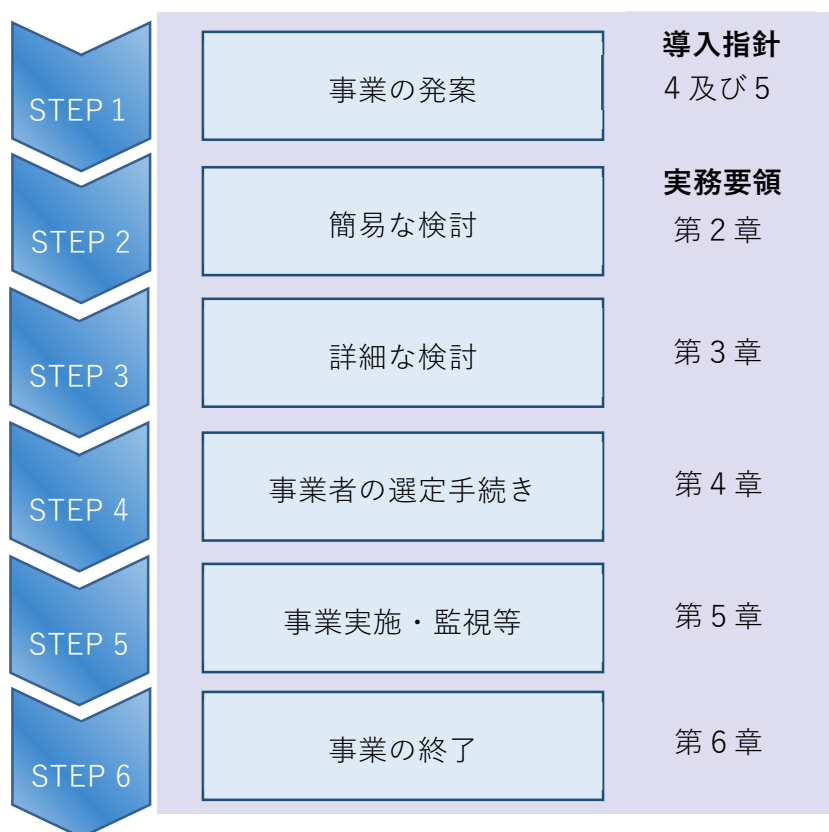 STEP 1
事業の発案
導入指針
4 及び 5
STEP 2
簡易な検討
実務要領
第 2 章
STEP 3
詳細な検討
第 3 章
STEP 4
事業者の選定手続き
第 4 章
STEP 5
事業実施・監視等
第 5 章
STEP 6
事業の終了
第 6 章